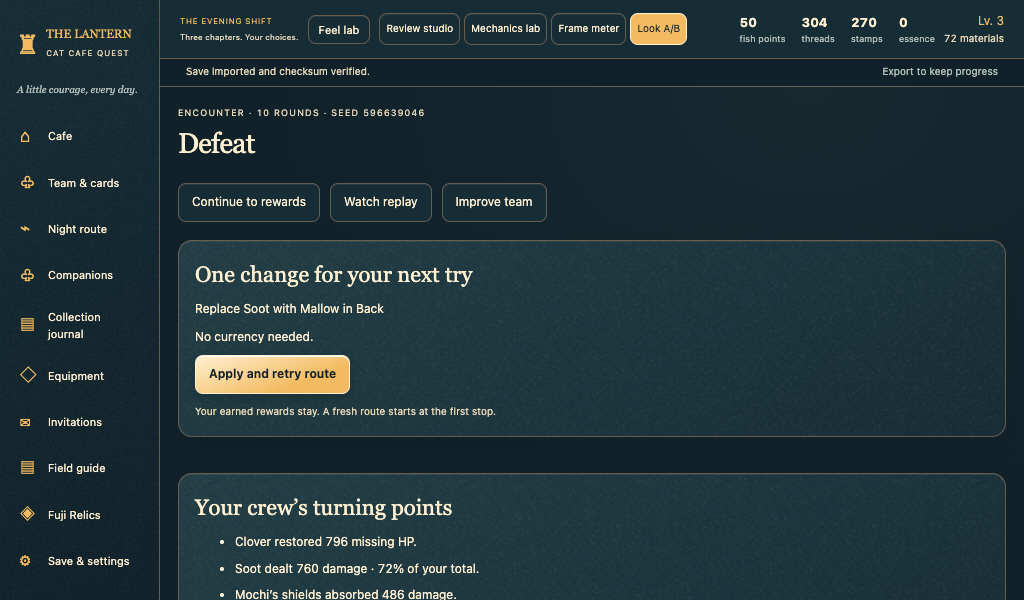 THE LANTERN
CAT CAFE QUEST
A little courage, every day.
Cafe
Team & cards
Night route
Companions
Collection
journal
Equipment
Invitations
Field guide
Fuji Relics
Save & settings
THE EVENING SHIFT
Three chapters. Your choices.
Feel lab
Review studio
Mechanics lab
Frame meter
Look A/B
50
fish points
304
threads
270
stamps
0
essence
Lv. 3
72 materials
Save imported and checksum verified.
Export to keep progress
ENCOUNTER · 10 ROUNDS · SEED 596639046
Defeat
Continue to rewards
Watch replay
Improve team
One change for your next try
Replace Soot with Mallow in Back
No currency needed.
Apply and retry route
Your earned rewards stay. A fresh route starts at the first stop.
Your crew’s turning points
• Clover restored 796 missing HP.
• Soot dealt 760 damage · 72% of your total.
• Mochi’s shields absorbed 486 damage.